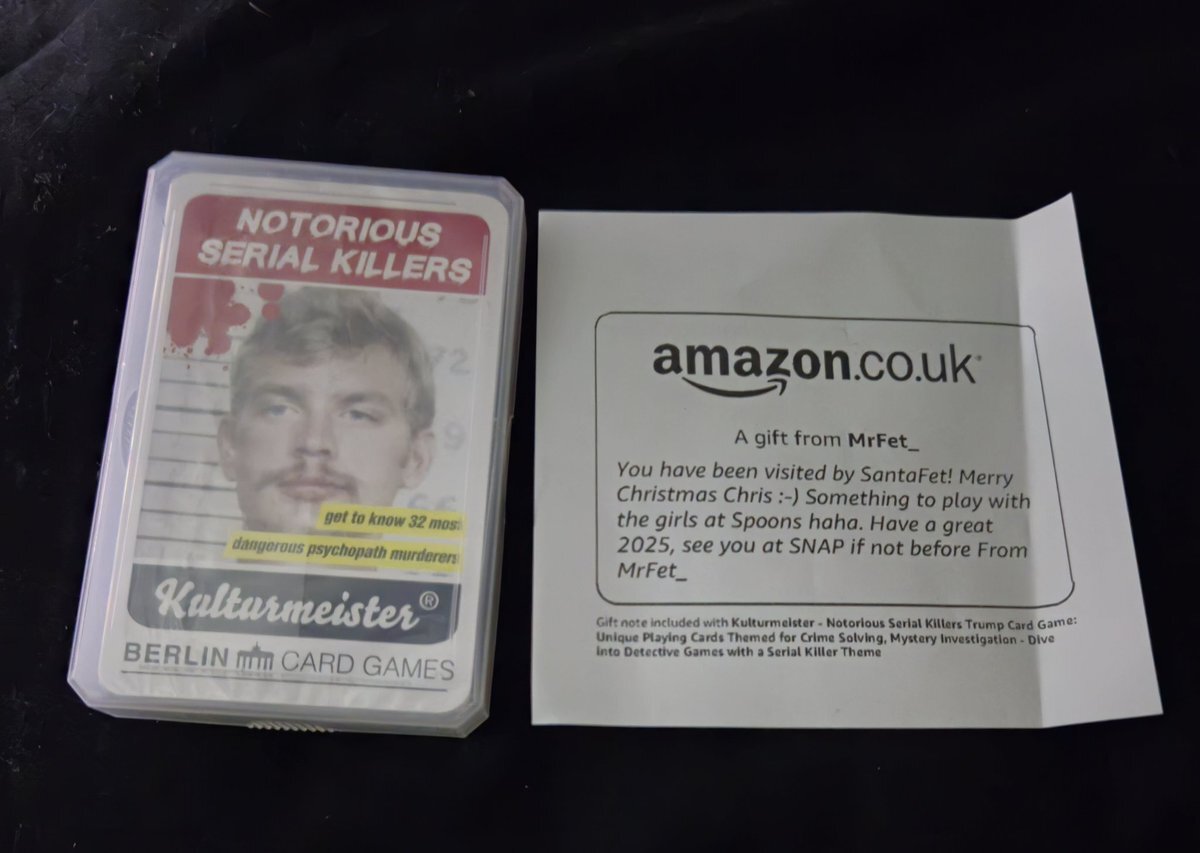 NOTORIOUS
SERIAL KILLERS
72
9
get to know 32 most
dangerous psychopath murderers
Kulturmeister®
BERLIN CARD GAMES
amazon.co.uk
A gift from MrFet_
You have been visited by SantaFet! Merry
Christmas Chris :-) Something to play with
the girls at Spoons haha. Have a great
2025, see you at SNAP if not before From
MrFet_
Gift note included with Kulturmeister - Notorious Serial Killers Trump Card Game:
Unique Playing Cards Themed for Crime Solving, Mystery Investigation - Dive
into Detective Games with a Serial Killer Theme